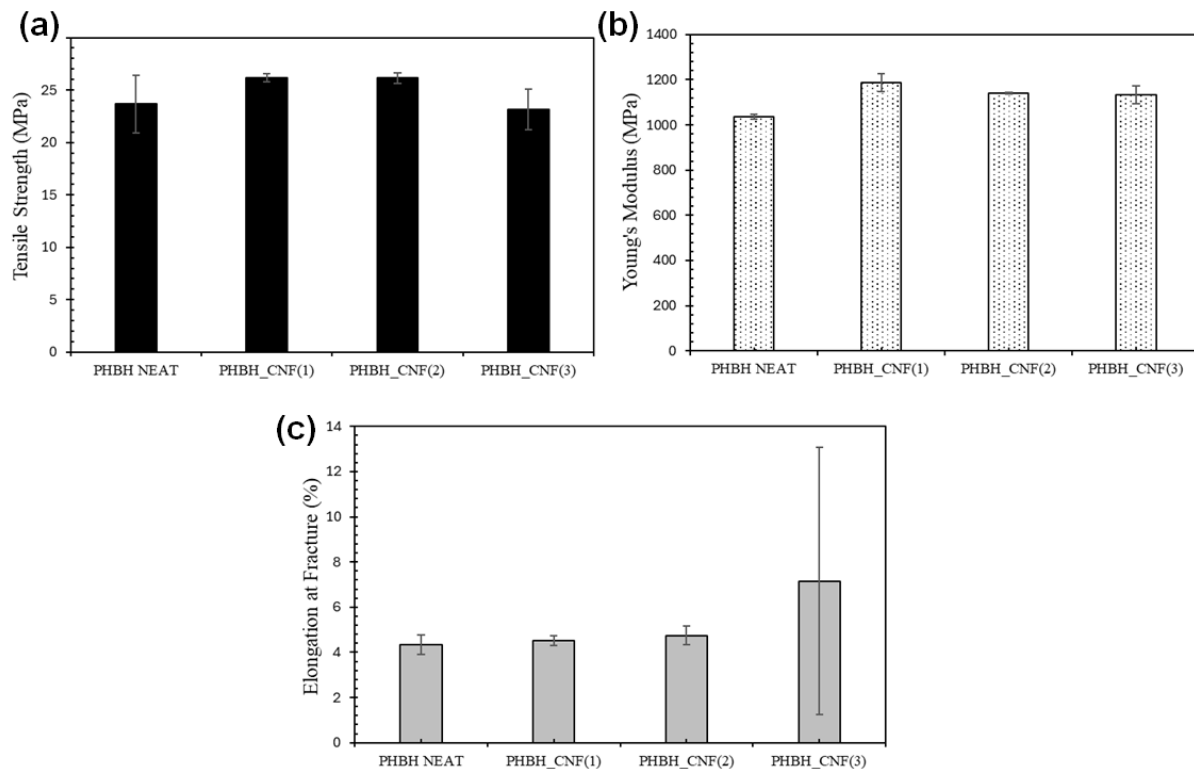 (a)
Tensile Strength (MPa)
25
20
15
10
5
0
PHBH NEAT PHBH_CNF(1) PHBH_CNF(2) PHBH_CNF(3)
(b)
Young's Modulus (MPa)
1400
1200
1000
800
600
400
200
0
PHBH NEAT PHBH_CNF(1) PHBH_CNF(2) PHBH_CNF(3)
(c)
Elongation at Fracture (%)
14
12
10
8
6
4
2
0
PHBH NEAT PHBH_CNF(1) PHBH_CNF(2) PHBH_CNF(3)